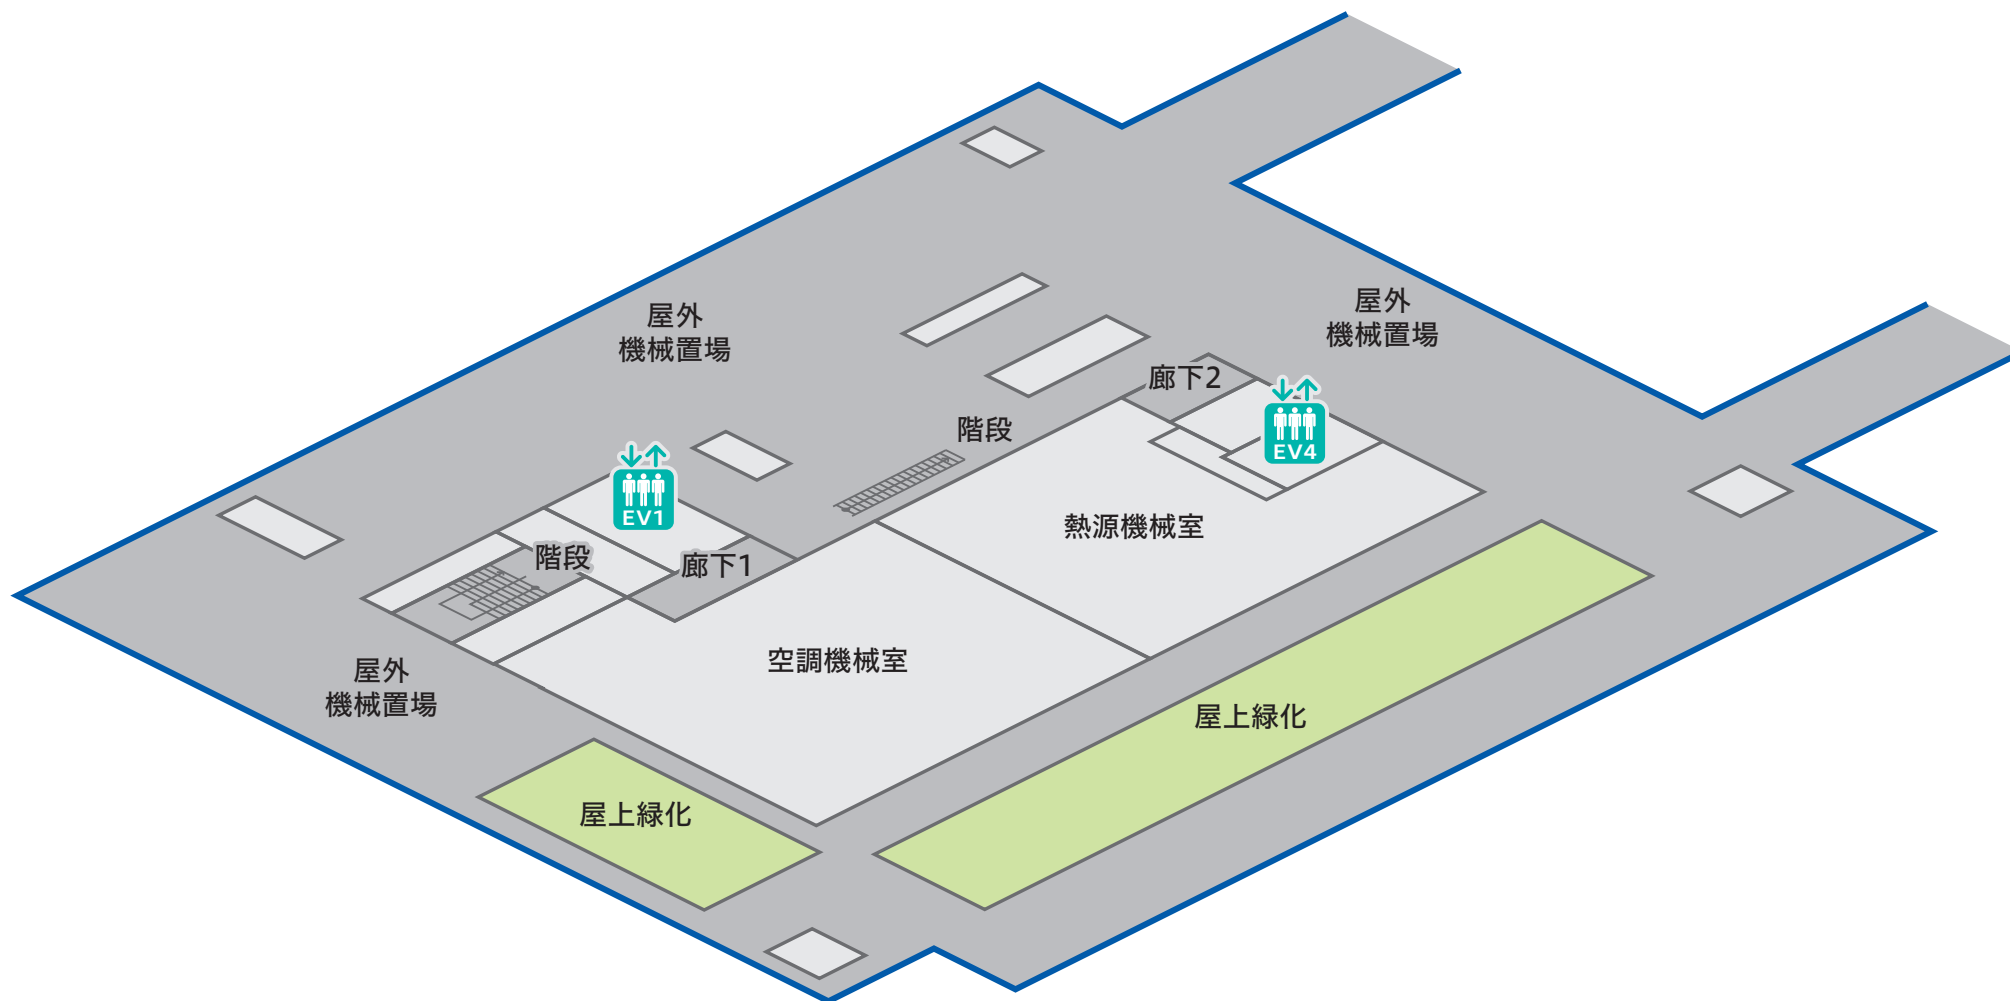 屋外
機械置場
屋外
機械置場
廊下2
EV4
階段
EV1
熱源機械室
階段
廊下1
空調機械室
屋外
機械置場
屋上緑化
屋上緑化